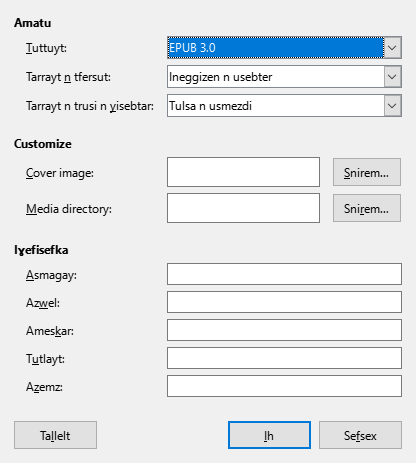 Amatu
Tuttuyt: EPUB 3.0
Tarrayt n tfersut: Ineggizen n usebter
Tarrayt n trusi n yisebtar: Tulsa n usmezdi
Customize
Cover image: Snirem...
Media directory: Snirem...
Iɣefisefka
Asmagay:
Azwel:
Ameskar:
Tutlayt:
Azemz:
Tallelt Ih Sefsex